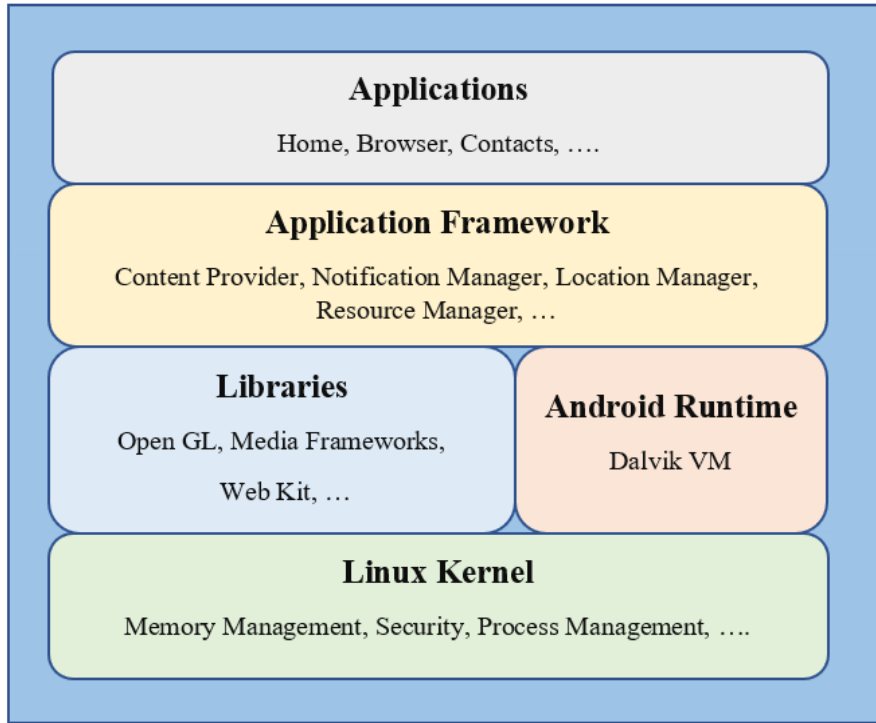 Applications
Home, Browser, Contacts, ….
Application Framework
Content Provider, Notification Manager, Location Manager,
Resource Manager, …
Libraries
Open GL, Media Frameworks,
Web Kit, …
Android Runtime
Dalvik VM
Linux Kernel
Memory Management, Security, Process Management, ….